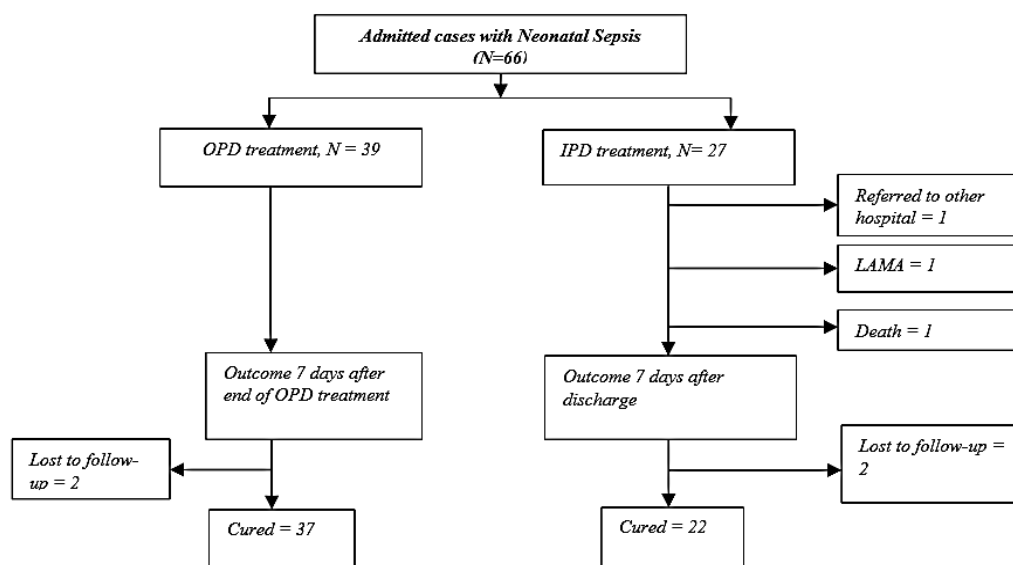 Admitted cases with Neonatal Sepsis
(N=66)
OPD treatment, N = 39
IPD treatment, N= 27
Referred to other
hospital = 1
LAMA = 1
Death = 1
Outcome 7 days after
end of OPD treatment
Outcome 7 days after
discharge
Lost to follow-
up = 2
Lost to follow-up =
2
Cured = 37
Cured = 22